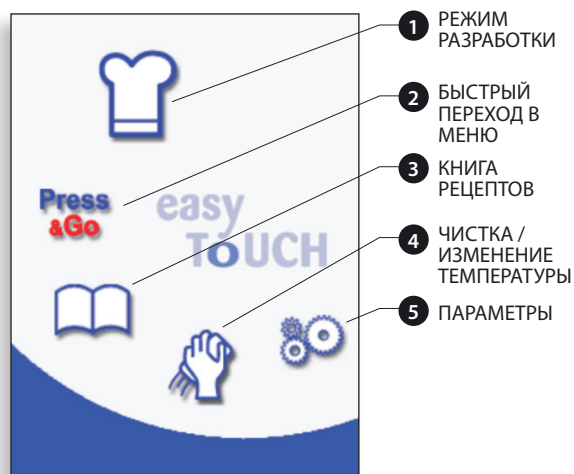 1 РЕЖИМ
РАЗРАБОТКИ
2 БЫСТРЫЙ
ПЕРЕХОД В
МЕНЮ
Press
&Go
easy
ToUCH
3 КНИГА
РЕЦЕПТОВ
4 ЧИСТКА /
ИЗМЕНЕНИЕ
ТЕМПЕРАТУРЫ
5 ПАРАМЕТРЫ